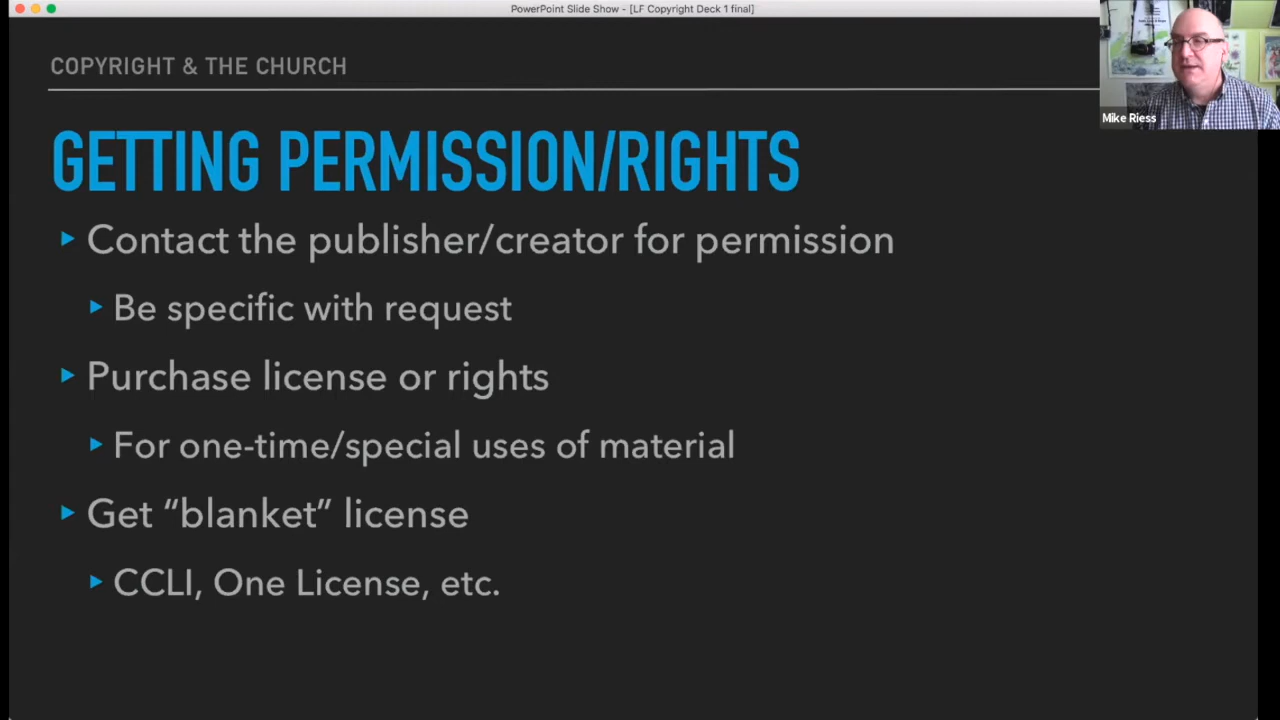 PowerPoint Slide Show - [LF Copyright Deck 1 final]
COPYRIGHT & THE CHURCH
Mike Riess
GETTING PERMISSION/RIGHTS
Contact the publisher/creator for permission
Be specific with request
Purchase license or rights
For one-time/special uses of material
Get “blanket” license
CCLI, One License, etc.